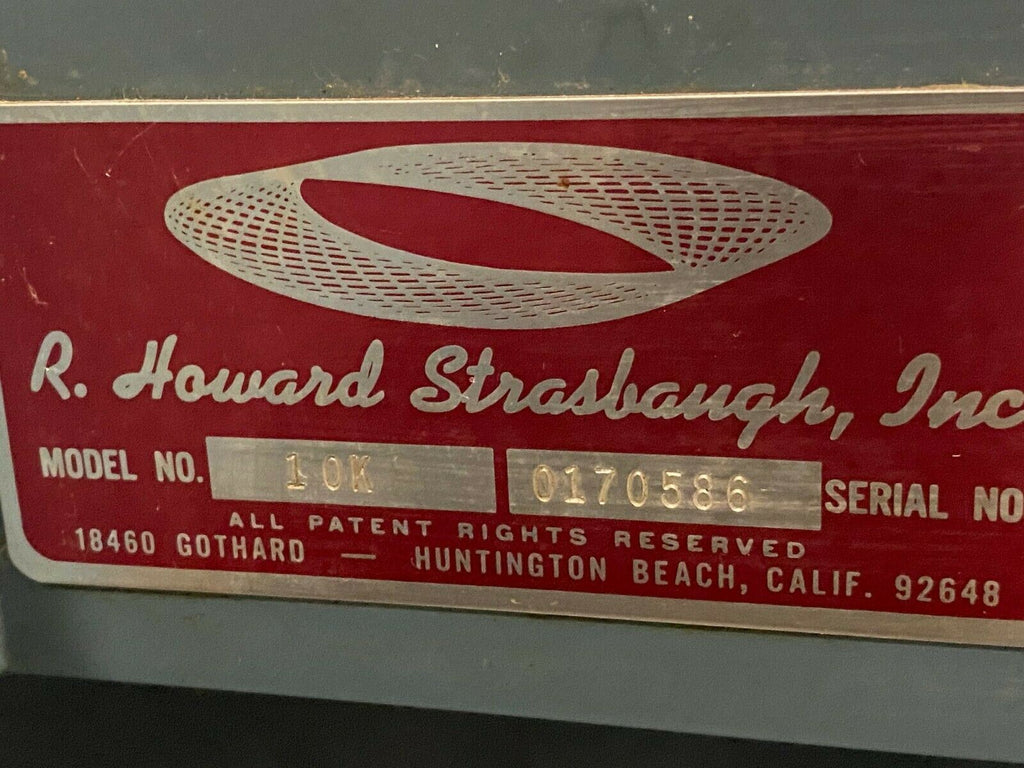 R. Howard Strasbaugh, Inc
MODEL NO. 10K 0170586 SERIAL NO
ALL PATENT RIGHTS RESERVED
18460 GOTHARD — HUNTINGTON BEACH, CALIF. 92648